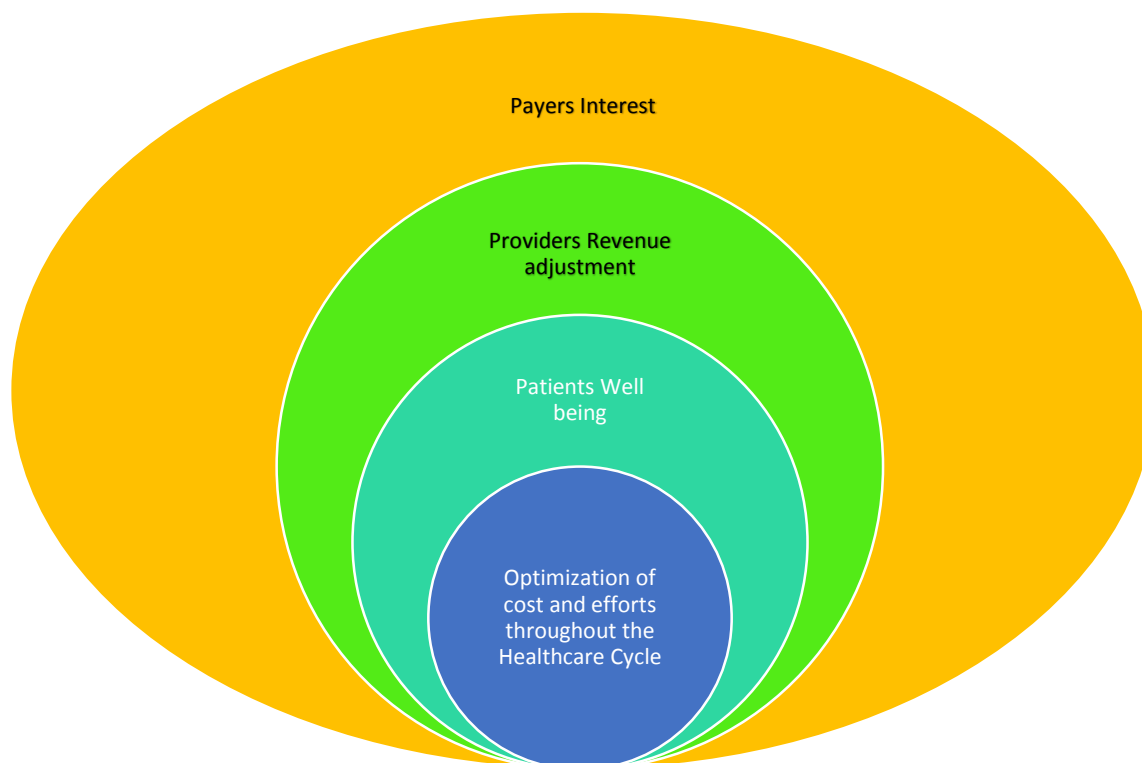 Payers Interest
Providers Revenue
adjustment
Patients Well
being
Optimization of
cost and efforts
throughout the
Healthcare Cycle